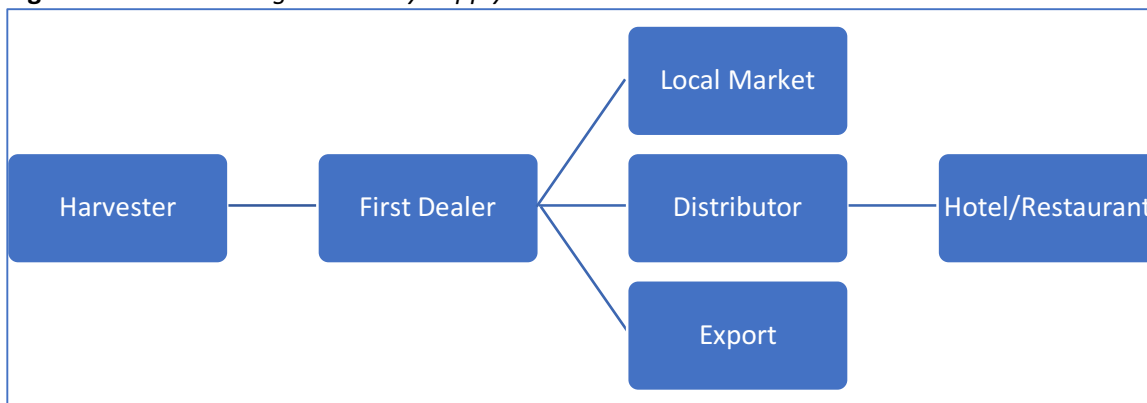 Local Market
Harvester
First Dealer
Distributor
Hotel/Restaurant
Export